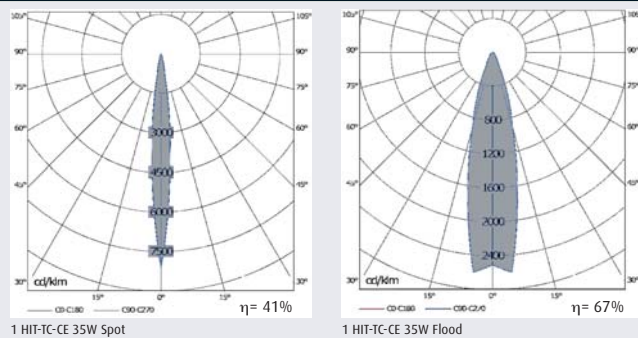 105° 105°
90° 90°
75° 75°
60° 60°
45° 45°
30° 30°
3000
4500
6000
7500
cd/klm
15° 0° 15°
C0-C180 C90-C270
η= 41%
1 HIT-TC-CE 35W Spot
105° 105°
90° 90°
75° 75°
60° 60°
45° 45°
30° 30°
800
1200
1600
2000
2400
cd/klm
15° 0° 15°
C0-C180 C90-C270
η= 67%
1 HIT-TC-CE 35W Flood